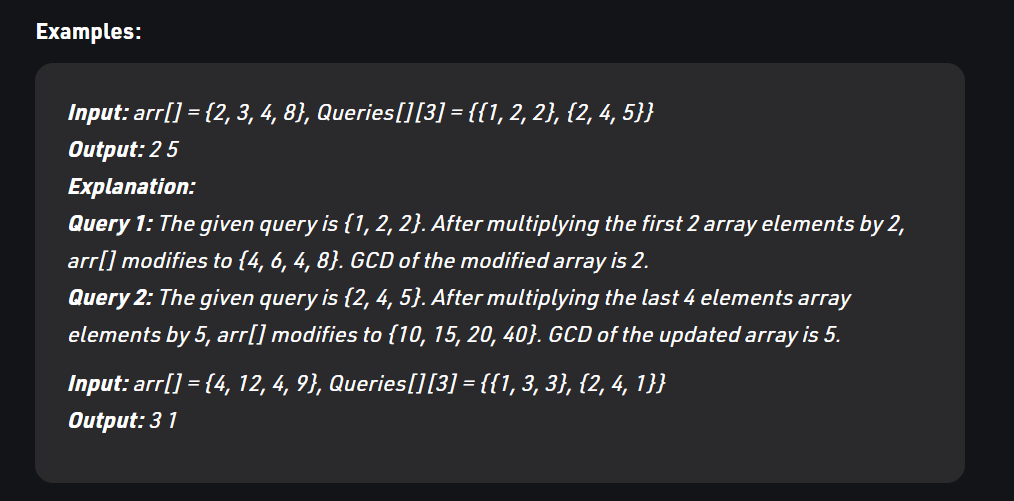 Examples:
Input: arr[] = {2, 3, 4, 8}, Queries[][3] = {{1, 2, 2}, {2, 4, 5}}
Output: 2 5
Explanation:
Query 1: The given query is {1, 2, 2}. After multiplying the first 2 array elements by 2,
arr[] modifies to {4, 6, 4, 8}. GCD of the modified array is 2.
Query 2: The given query is {2, 4, 5}. After multiplying the last 4 elements array
elements by 5, arr[] modifies to {10, 15, 20, 40}. GCD of the updated array is 5.
Input: arr[] = {4, 12, 4, 9}, Queries[][3] = {{1, 3, 3}, {2, 4, 1}}
Output: 3 1